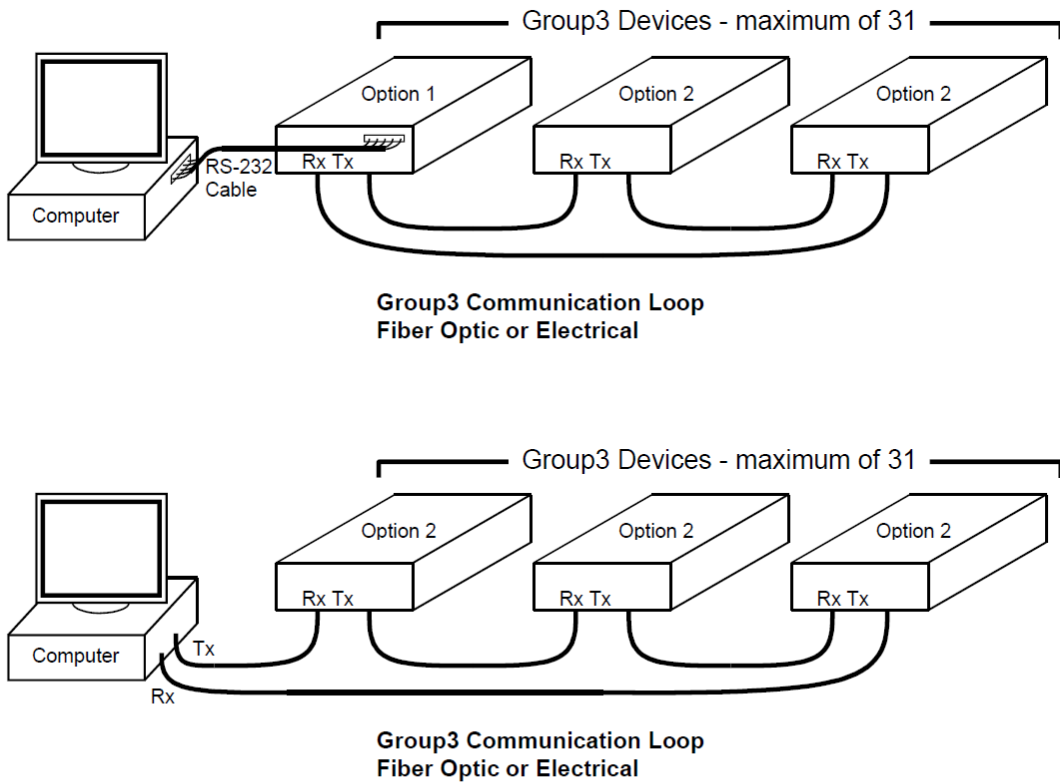 Group3 Devices - maximum of 31
Option 1
Option 2
Option 2
Rx Tx
Rx Tx
Rx Tx
RS-232
Cable
Computer
Group3 Communication Loop
Fiber Optic or Electrical
Group3 Devices - maximum of 31
Option 2
Option 2
Option 2
Rx Tx
Rx Tx
Rx Tx
Computer
Tx
Rx
Group3 Communication Loop
Fiber Optic or Electrical